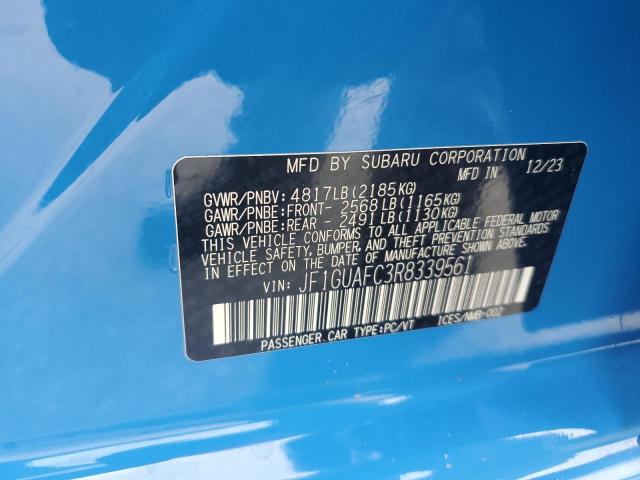 MFD BY SUBARU CORPORATION
MFD IN 12/23
GVWR/PNBV: 4817LB(2185KG)
GAWR/PNBE:FRONT- 2568LB(1165KG)
GAWR/PNBE:REAR - 2491LB(1130KG)
THIS VEHICLE CONFORMS TO ALL APPLICABLE FEDERAL MOTOR
VEHICLE SAFETY, BUMPER, AND THEFT PREVENTION STANDARDS
IN EFFECT ON THE DATE OF MANUFACTURE SHOWN ABOVE.
VIN: JF1GUAFC3R8339561
PASSENGER CAR TYPE:PC/VT ICES/NMB-002